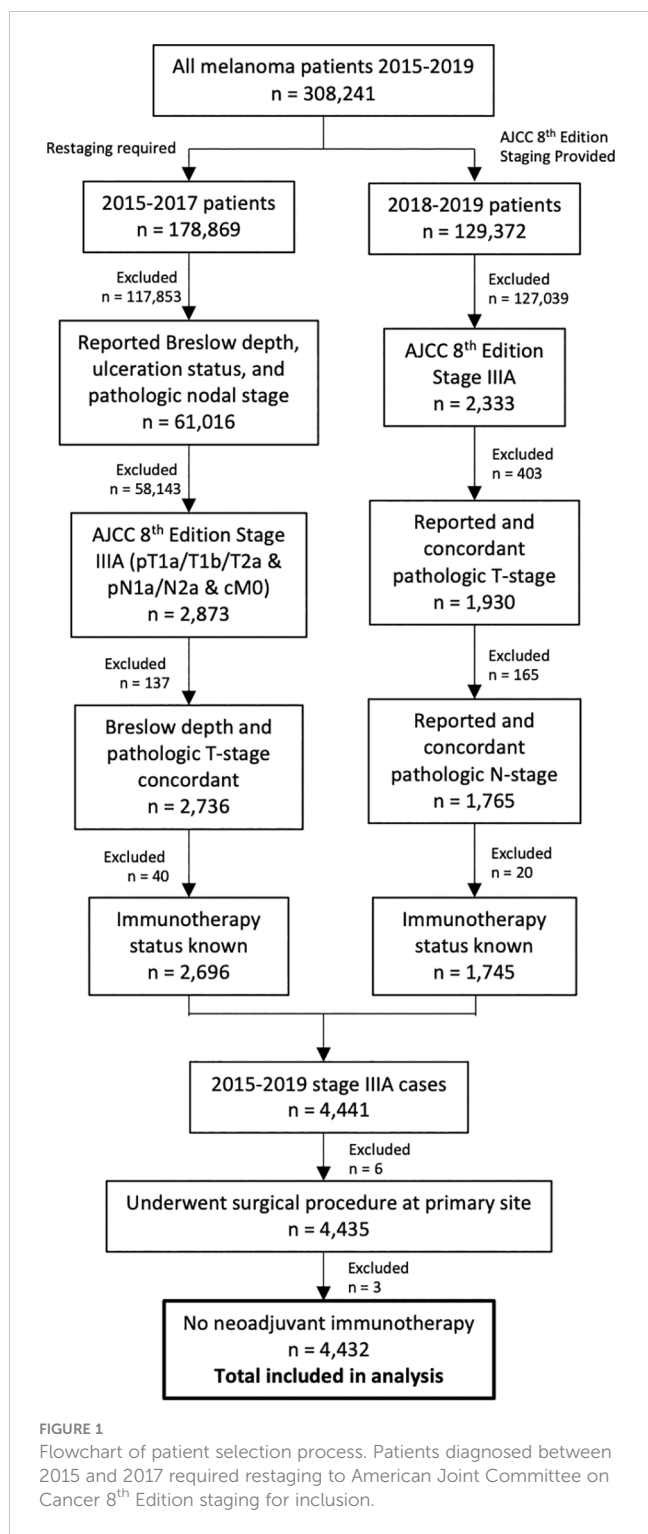 All melanoma patients 2015-2019
n = 308,241
Restaging required
AJCC 8th Edition
Staging Provided
2015-2017 patients
n = 178,869
2018-2019 patients
n = 129,372
Excluded
n = 117,853
Excluded
n = 127,039
Reported Breslow depth,
ulceration status, and
pathologic nodal stage
n = 61,016
AJCC 8th Edition
Stage IIIA
n = 2,333
Excluded
n = 58,143
Excluded
n = 403
AJCC 8th Edition Stage
IIIA (pT1a/T1b/T2a &
pN1a/N2a & cM0)
n = 2,873
Reported and
concordant
pathologic T-stage
n = 1,930
Excluded
n = 137
Excluded
n = 165
Breslow depth and
pathologic T-stage
concordant
n = 2,736
Reported and
concordant
pathologic N-stage
n = 1,765
Excluded
n = 40
Excluded
n = 20
Immunotherapy
status known
n = 2,696
Immunotherapy
status known
n = 1,745
2015-2019 stage IIIA cases
n = 4,441
Excluded
n = 6
Underwent surgical procedure at primary site
n = 4,435
Excluded
n = 3
No neoadjuvant immunotherapy
n = 4,432
Total included in analysis
FIGURE 1
Flowchart of patient selection process. Patients diagnosed between
2015 and 2017 required restaging to American Joint Committee on
Cancer 8th Edition staging for inclusion.